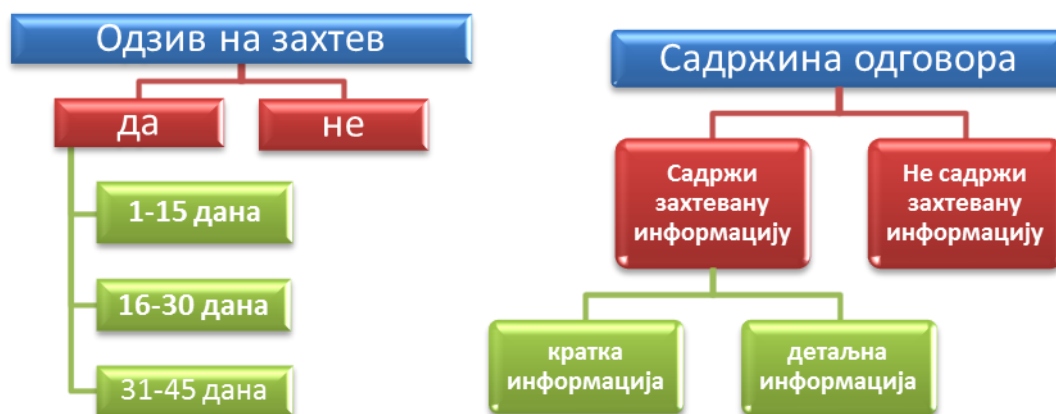 Одзив на захтев
да
не
1-15 дана
16-30 дана
31-45 дана
Садржина одговора
Садржи
захтевану
информацију
Не садржи
захтевану
информацију
кратка
информација
детаљна
информација